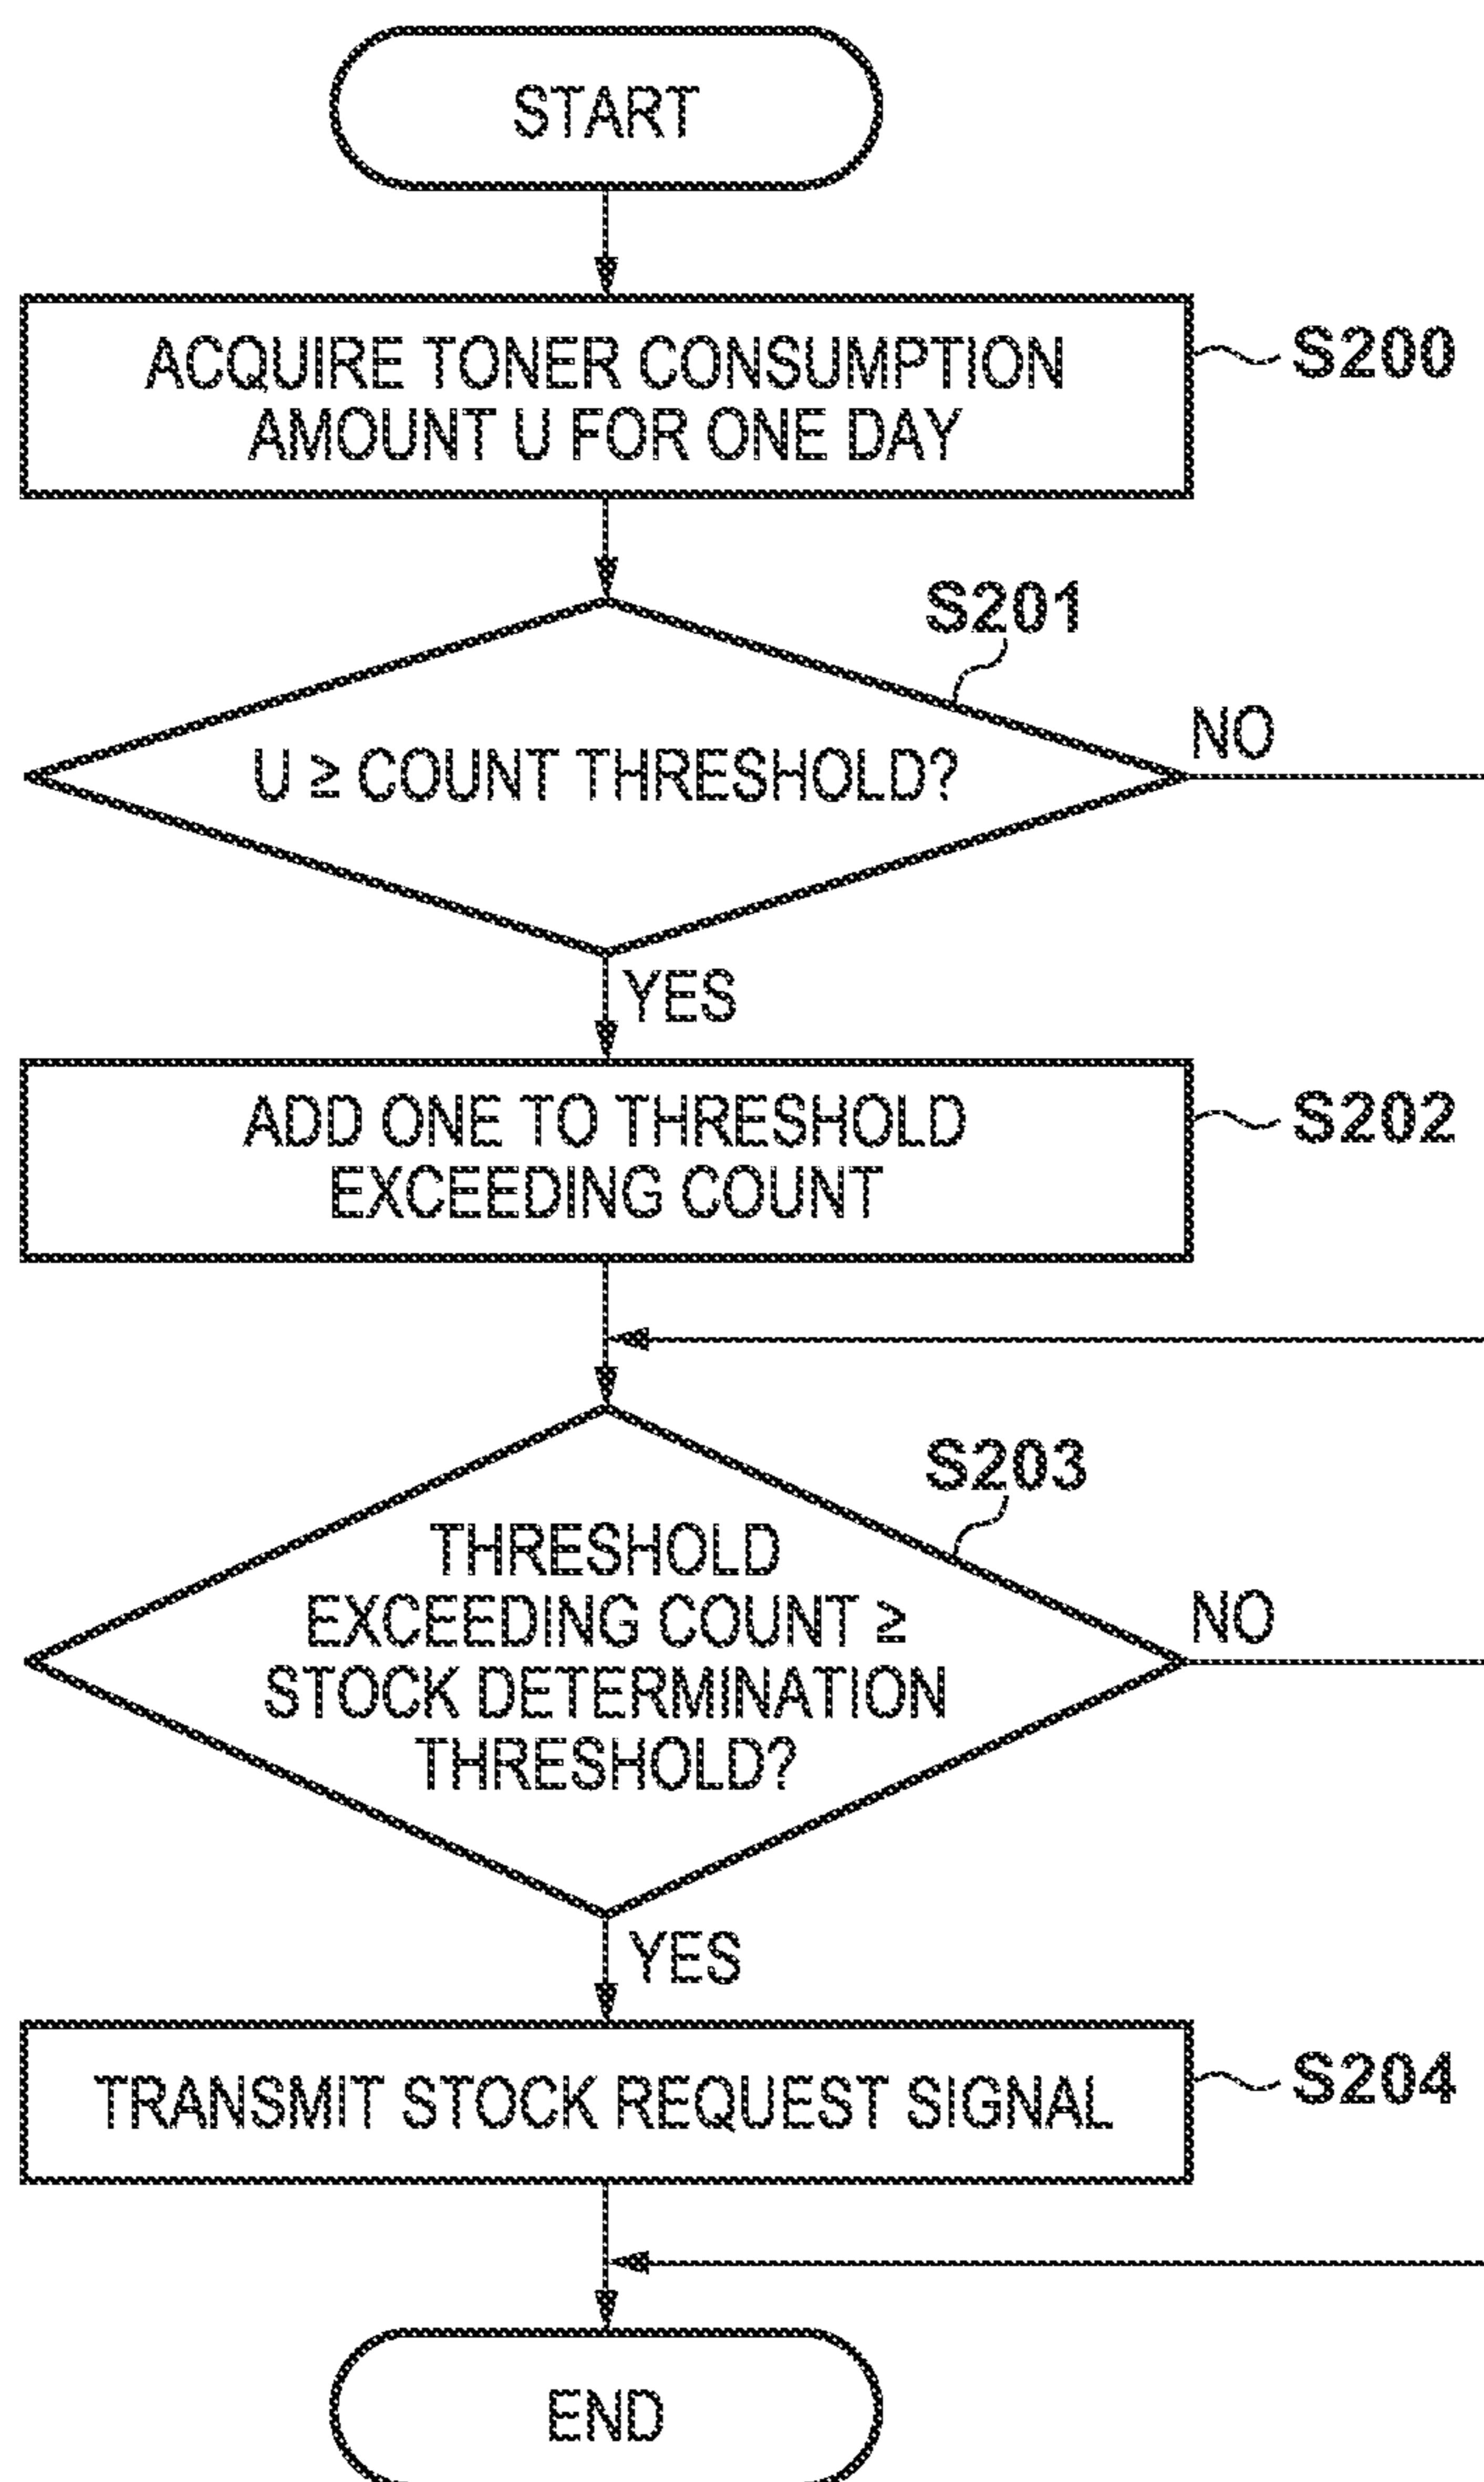 START
ACQUIRE TONER CONSUMPTION
AMOUNT U FOR ONE DAY
S200
S201
U ≥ COUNT THRESHOLD?
NO
YES
ADD ONE TO THRESHOLD
EXCEEDING COUNT
S202
S203
THRESHOLD
EXCEEDING COUNT ≥
STOCK DETERMINATION
THRESHOLD?
NO
YES
TRANSMIT STOCK REQUEST SIGNAL
S204
END